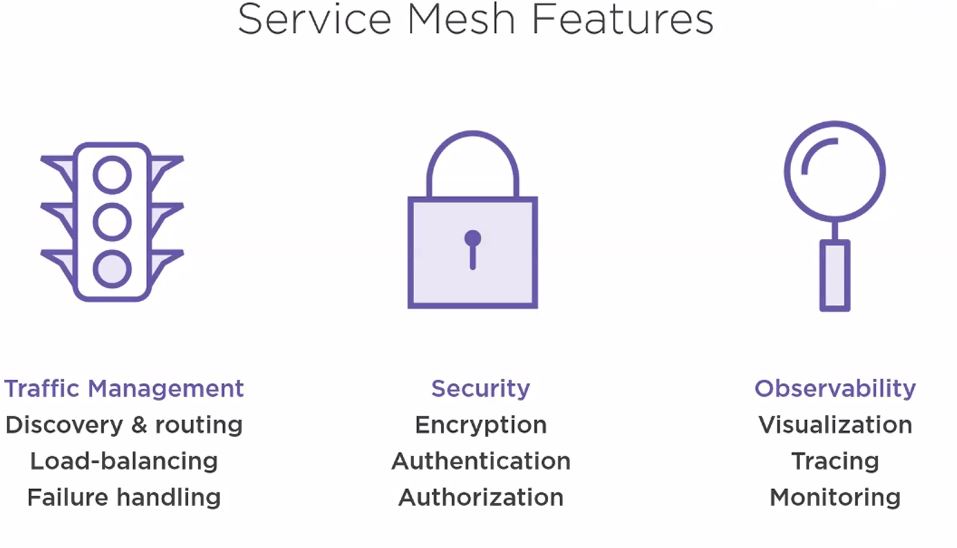 Service Mesh Features
Traffic Management
Discovery & routing
Load-balancing
Failure handling
Security
Encryption
Authentication
Authorization
Observability
Visualization
Tracing
Monitoring